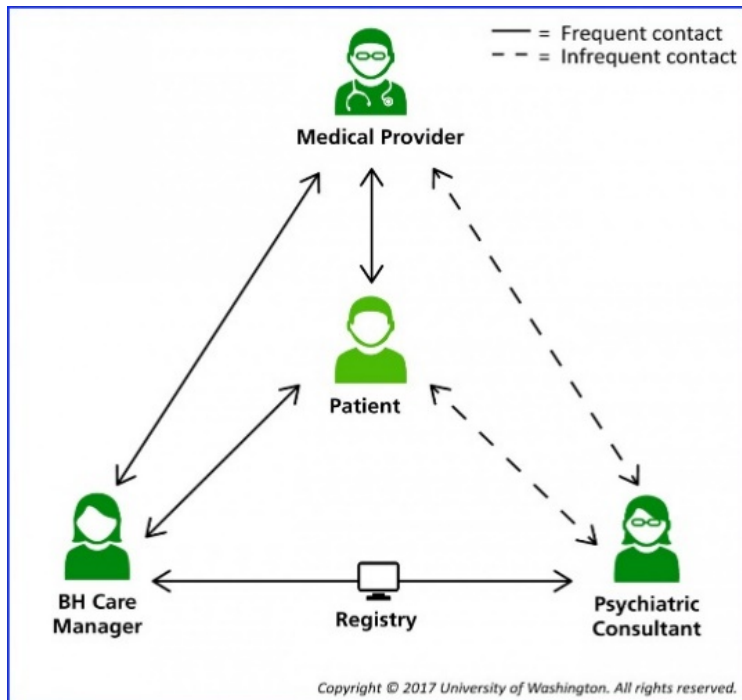 = Frequent contact
= Infrequent contact
Medical Provider
Patient
BH Care
Manager
Registry
Psychiatric
Consultant
Copyright © 2017 University of Washington. All rights reserved.